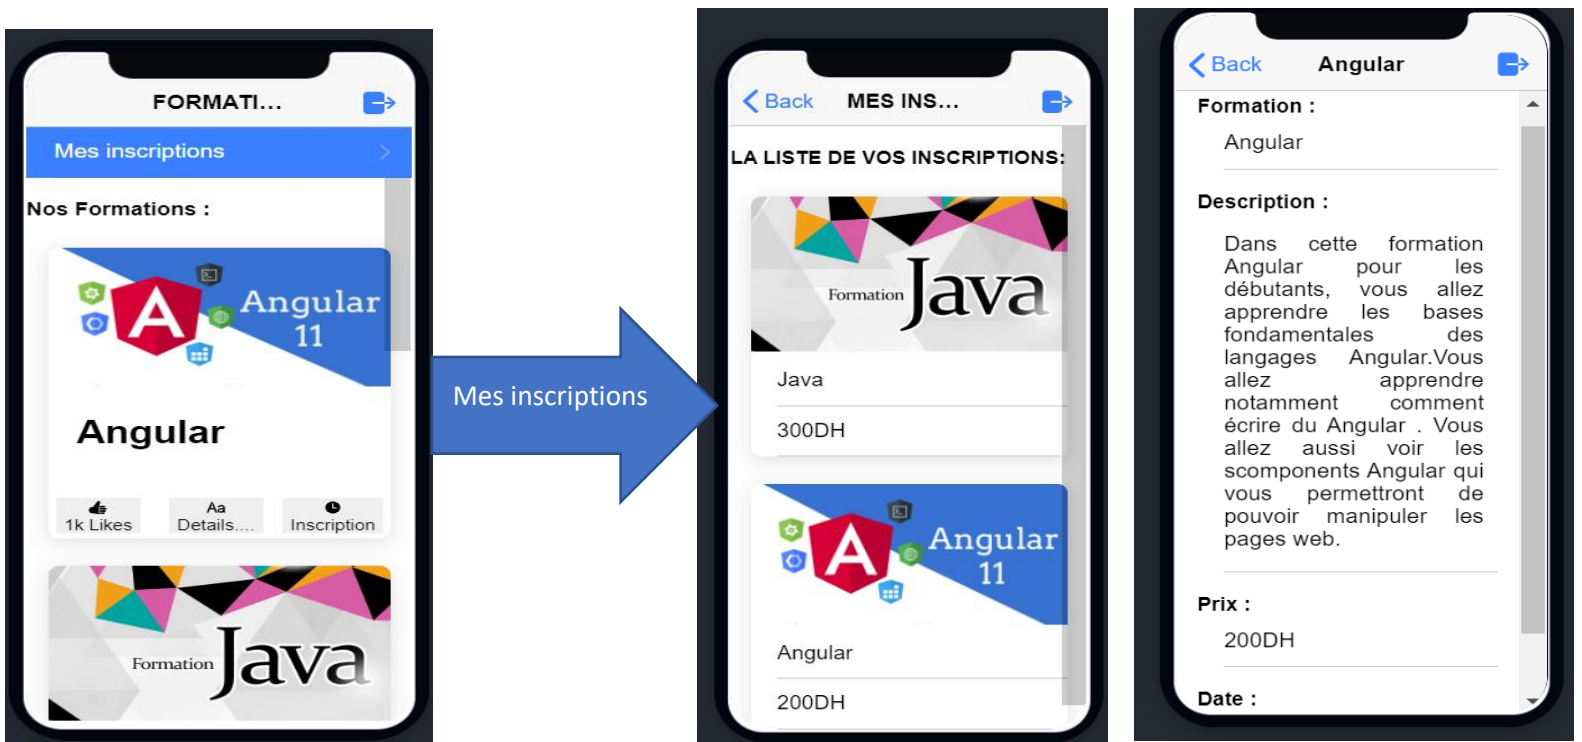 FORMATI...
Mes inscriptions
Nos Formations :
Angular
11
Angular
1k Likes
Aa
Details....
Inscription
Formation Java
Mes inscriptions
Back
MES INS...
LA LISTE DE VOS INSCRIPTIONS:
Formation Java
Java
300DH
Angular
11
Angular
200DH
Back
Angular
Formation :
Angular
Description :
Dans cette formation
Angular pour les
débutants, vous allez
apprendre les bases
fondamentales des
langages Angular.Vous
allez apprendre
notamment comment
écrire du Angular . Vous
allez aussi voir les
scomponents Angular qui
vous permettront de
pouvoir manipuler les
pages web.
Prix :
200DH
Date :